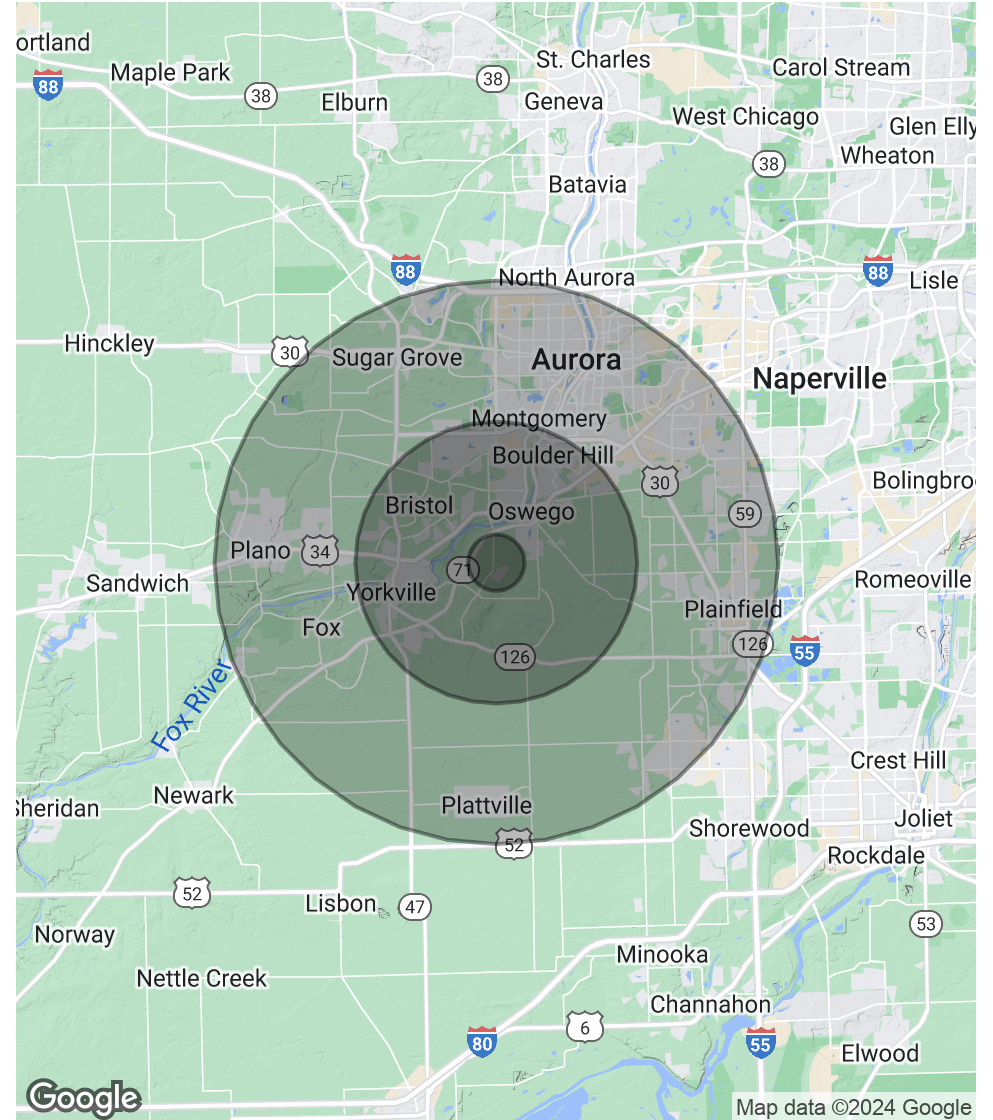 ortland
St. Charles
Carol Stream
Maple Park
38
88
38
Elburn
Geneva
West Chicago
Glen Elly
Wheaton
38
Batavia
88
North Aurora
88
Lisle
Hinckley
30
Sugar Grove
Aurora
Naperville
Montgomery
Boulder Hill
30
Bolingbro
Bristol
Oswego
59
Plano
34
71
Sandwich
Yorkville
Romeoville
Fox
Plainfield
126
126
55
Fox River
Crest Hill
Newark
Plattville
Sheridan
Shorewood
Joliet
52
Rockdale
52
Lisbon
47
53
Norway
Minooka
Nettle Creek
Channahon
6
80
55
Elwood
Google
Map data ©2024 Google